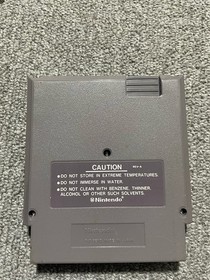 CAUTION REV-A
• DO NOT STORE IN EXTREME TEMPERATURES.
• DO NOT IMMERSE IN WATER.
• DO NOT CLEAN WITH BENZENE, THINNER,
ALCOHOL OR OTHER SUCH SOLVENTS.
Nintendo®